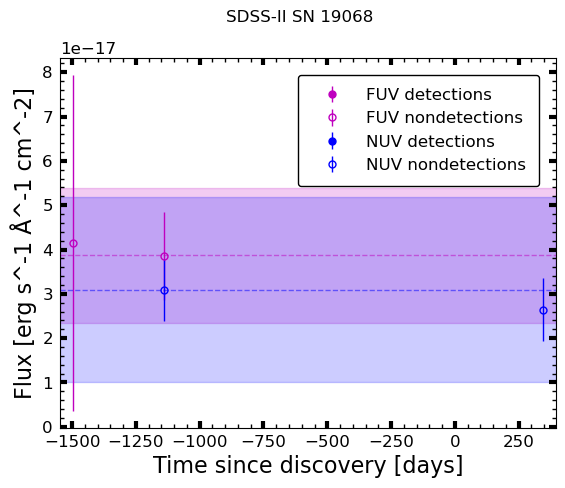 SDSS-II SN 19068
1e−17
FUV detections
FUV nondetections
NUV detections
NUV nondetections
8
7
6
5
4
3
2
1
0
Flux [erg s^-1 Å^-1 cm^-2]
−1500 −1250 −1000 −750 −500 −250 0 250
Time since discovery [days]